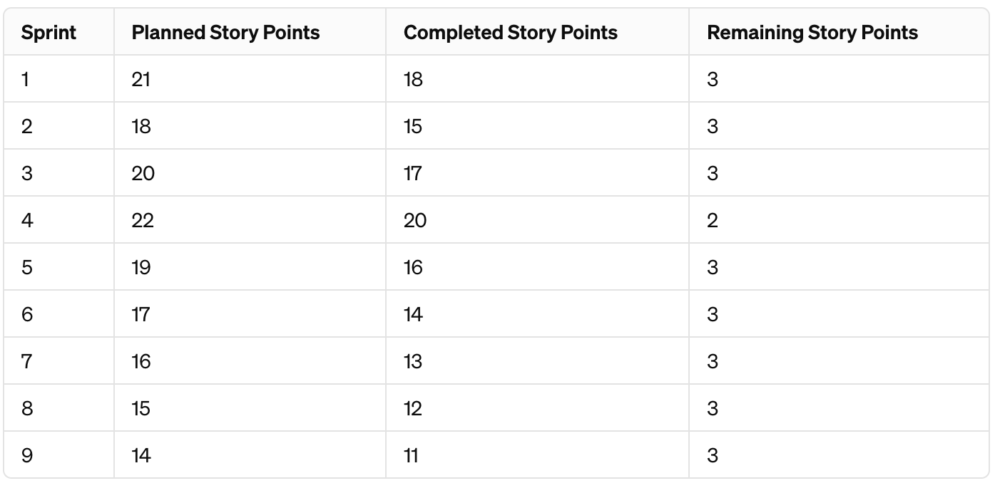 Sprint Planned Story Points Completed Story Points Remaining Story Points
1 21 18 3
2 18 15 3
3 20 17 3
4 22 20 2
5 19 16 3
6 17 14 3
7 16 13 3
8 15 12 3
9 14 11 3